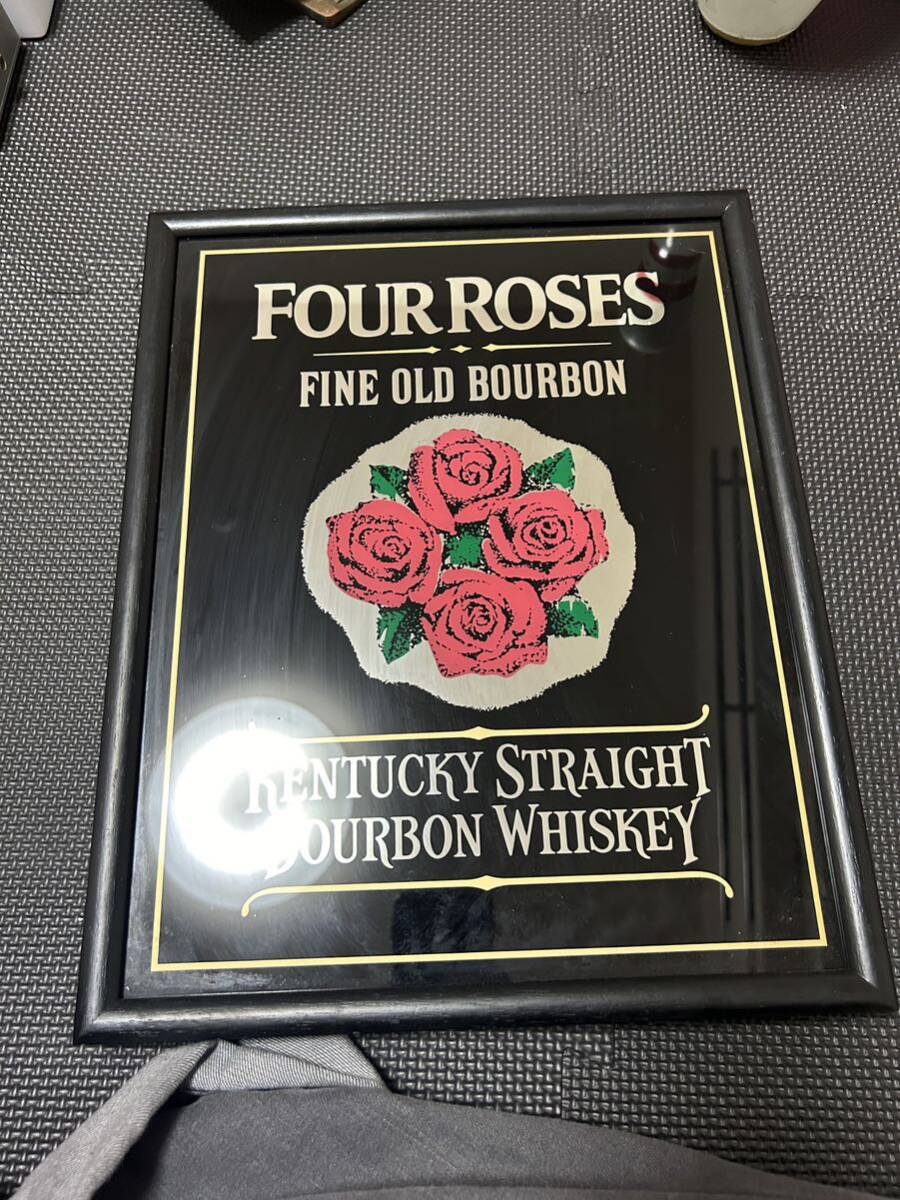 FOUR ROSES
FINE OLD BOURBON
KENTUCKY STRAIGHT
BOURBON WHISKEY